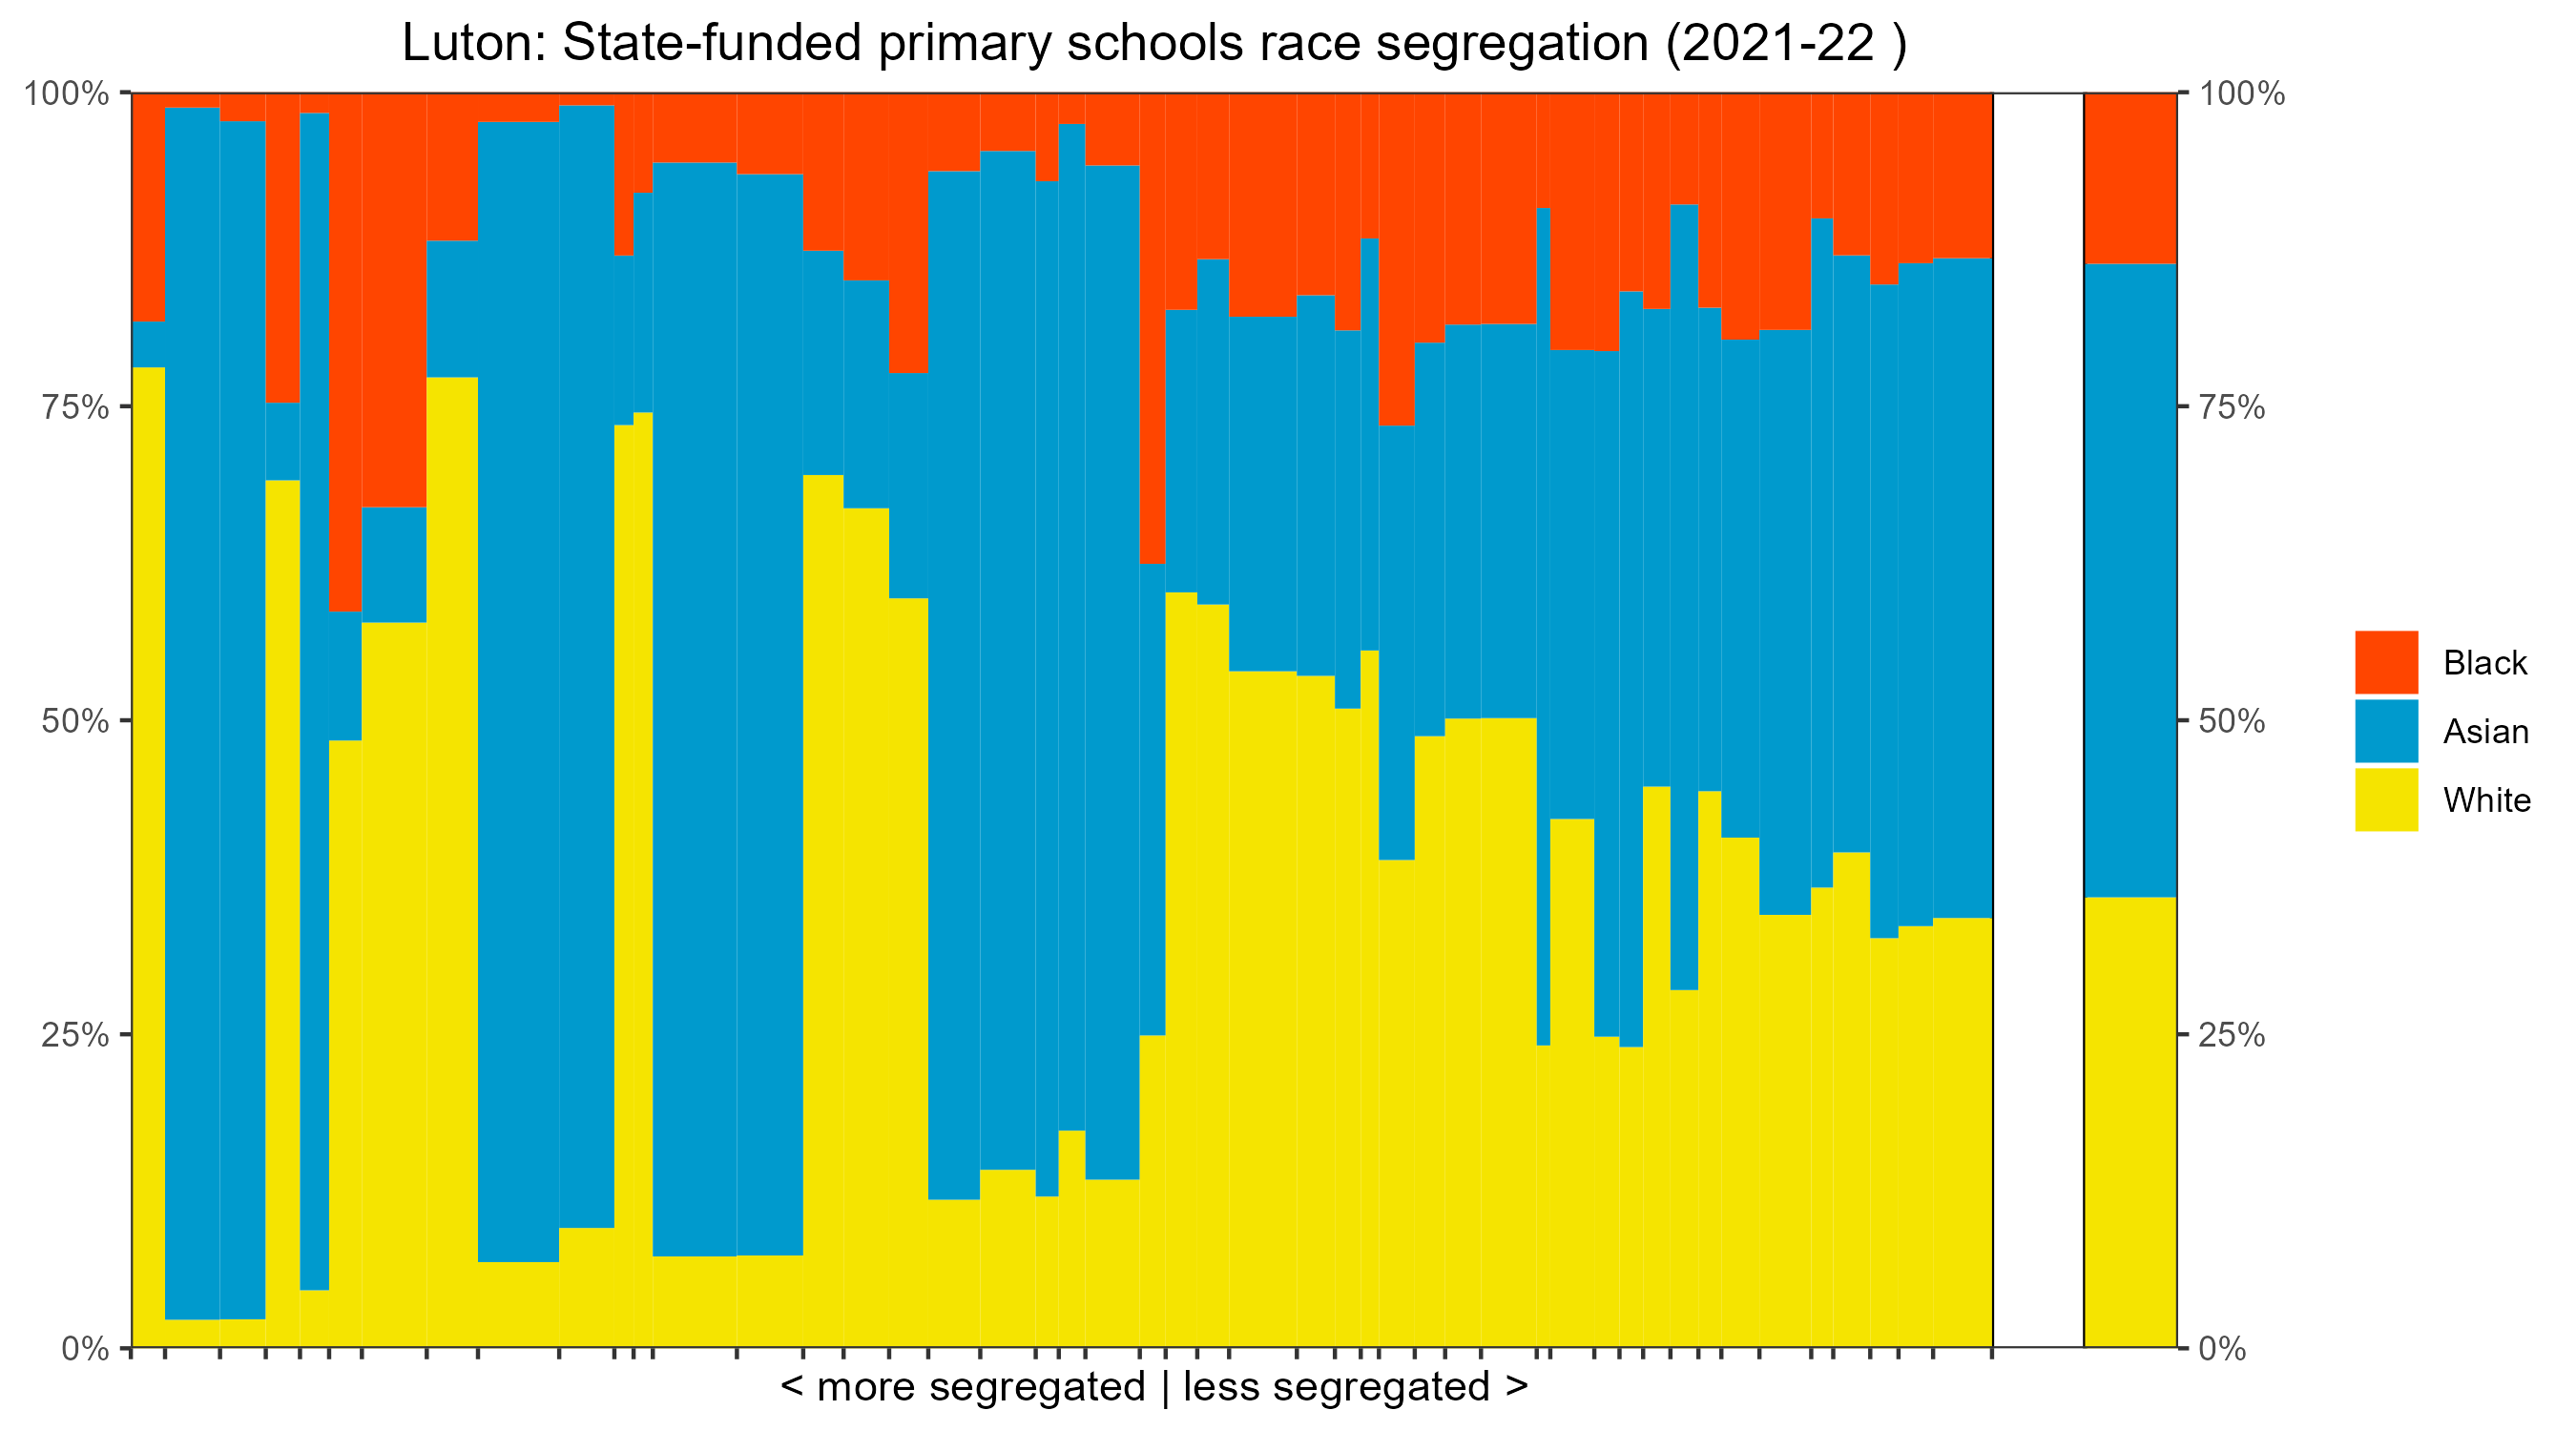 Luton: State-funded primary schools race segregation (2021-22 )
100%
75%
50%
25%
0%
100%
75%
50%
25%
0%
Black
Asian
White
< more segregated | less segregated >